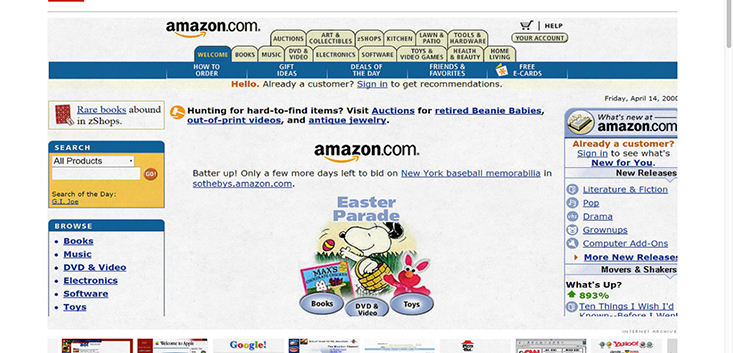 amazon.com.
HELP
YOUR ACCOUNT
AUCTIONS
ART & COLLECTIBLES
zSHOPS
KITCHEN
LAWN & PATIO
TOOLS & HARDWARE
WELCOME
BOOKS
MUSIC
DVD & VIDEO
ELECTRONICS
SOFTWARE
TOYS & VIDEO GAMES
HEALTH & BEAUTY
HOME LIVING
HOW TO ORDER
GIFT IDEAS
DEALS OF THE DAY
FRIENDS & FAVORITES
FREE E-CARDS
Hello. Already a customer? Sign in to get recommendations.
Friday, April 14, 2000
Rare books abound
in zShops.
Hunting for hard-to-find items? Visit Auctions for retired Beanie Babies,
out-of-print videos, and antique jewelry.
SEARCH
All Products
GO!
Search of the Day:
G.I. Joe
BROWSE
Books
Music
DVD & Video
Electronics
Software
Toys
amazon.com.
Batter up! Only a few more days left to bid on New York baseball memorabilia in
sothebys.amazon.com.
Easter
Parade
MAX'S
CHOCOLATE CHICKEN
Books
DVD &
Video
Toys
What's new at
amazon.com
Already a customer?
Sign in to see what's
New for You.
New Releases
Literature & Fiction
Pop
Drama
Grownups
Computer Add-Ons
More New Releases
Movers & Shakers
What's Up?
893%
Ten Things I Wish I'd
Known--Before I Went
INTERNET ARCHIVE
Welcome to Apple
Google!
YAHOO!